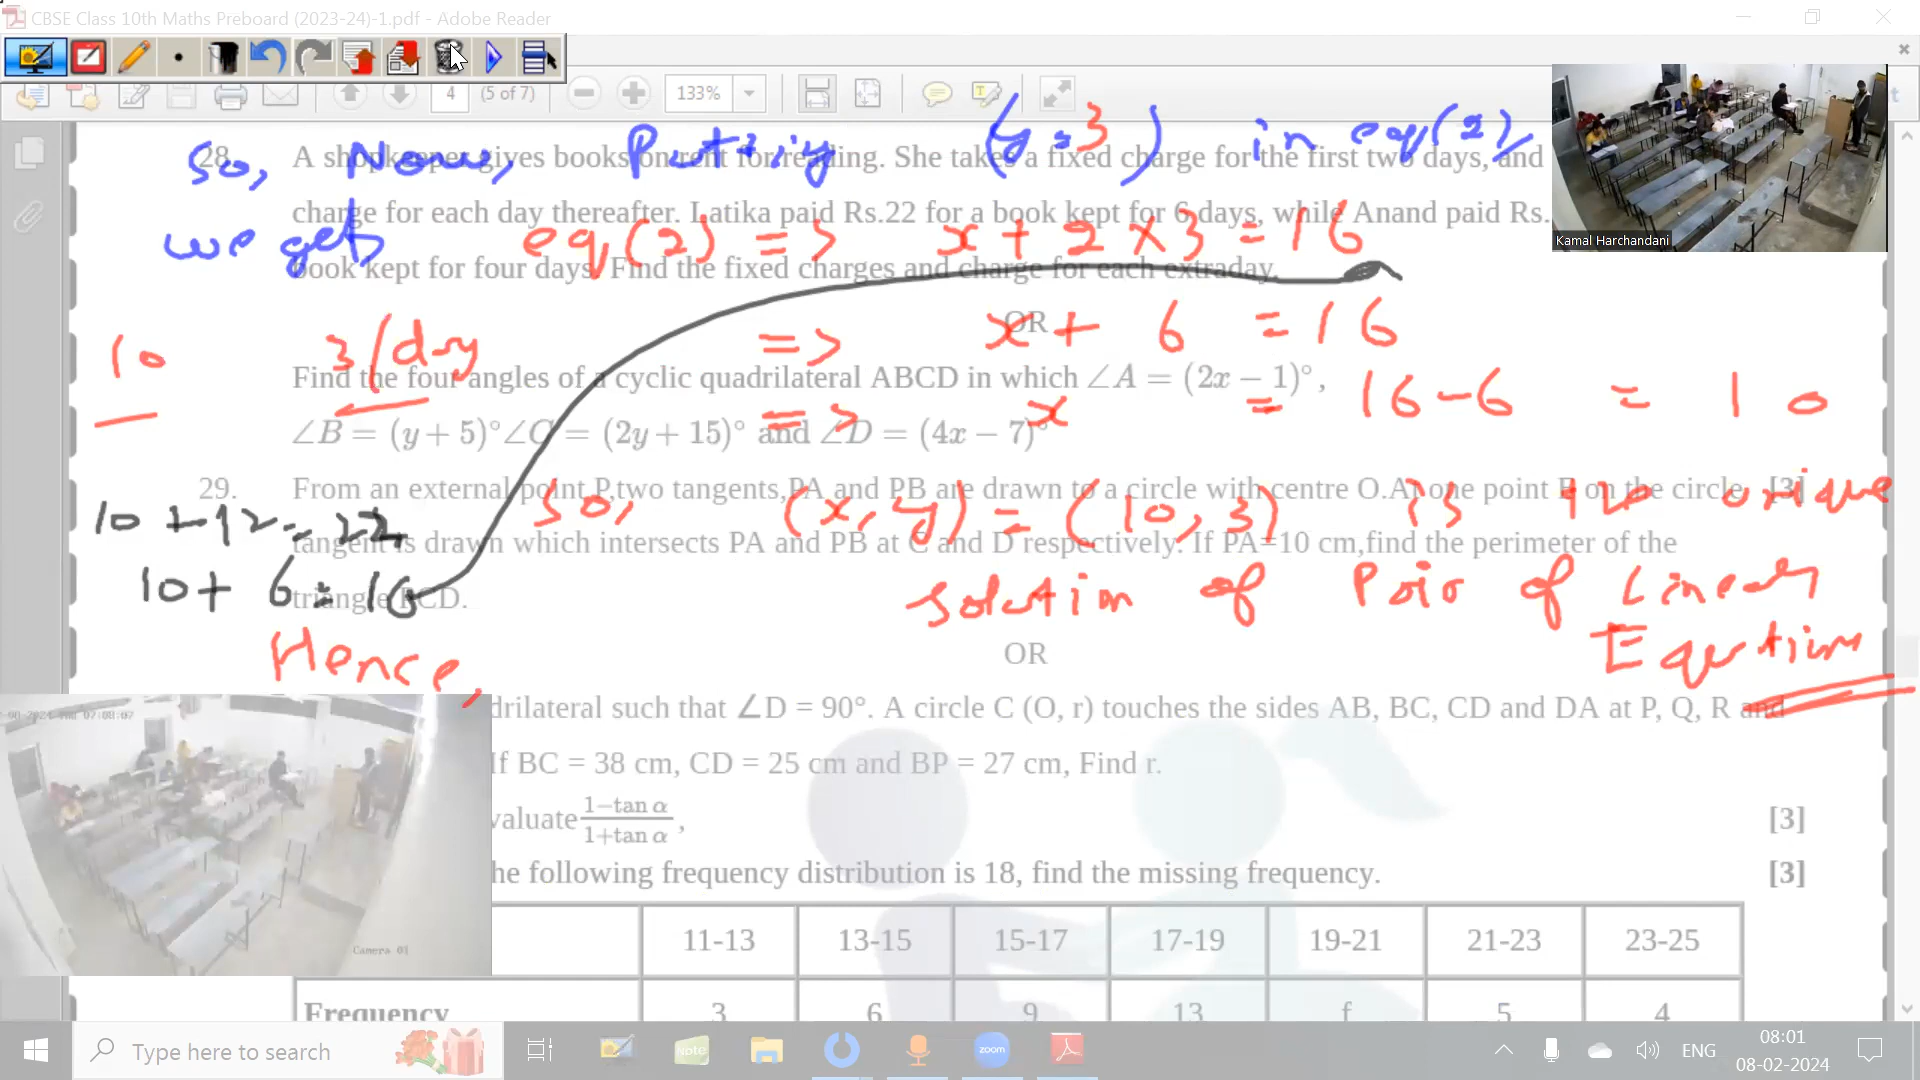 CBSE Class 10th Maths Preboard (2023-24)-1.pdf - Adobe Reader
4 (5 of 7) 133%
So, Now, Putting (y = 3) in eq(2),
28. A shopkeeper gives books on rent for reading. She takes a fixed charge for the first two days, and
charge for each day thereafter. Latika paid Rs.22 for a book kept for 6 days, while Anand paid Rs.
we get, eq(2) => x + 2 × 3 = 16
book kept for four days. Find the fixed charges and charge for each extraday.
OR
10 3/day => x + 6 = 16
Find the four angles of a cyclic quadrilateral ABCD in which ∠A = (2x − 1)°,
=> x = 16 - 6 = 10
∠B = (y + 5)°∠C = (2y + 15)° and ∠D = (4x − 7)°
29. From an external point P,two tangents,PA and PB are drawn to a circle with centre O.At one point E on the circle [3]
So, (x, y) = (10, 3) is the unique
10 + 12 = 22
tangent is drawn which intersects PA and PB at C and D respectively. If PA=10 cm,find the perimeter of the
10 + 6 = 16
triangle PCD.
solution of Pair of Linear
Equation
Hence,
OR
drilateral such that ∠D = 90°. A circle C (O, r) touches the sides AB, BC, CD and DA at P, Q, R and
If BC = 38 cm, CD = 25 cm and BP = 27 cm, Find r.
valuate (1−tan α)/(1+tan α), [3]
he following frequency distribution is 18, find the missing frequency. [3]
11-13 13-15 15-17 17-19 19-21 21-23 23-25
Frequency 3 6 9 13 f 5 4
Kamal Harchandani
Camera 01
Type here to search
Note
zoom
ENG
08:01
08-02-2024